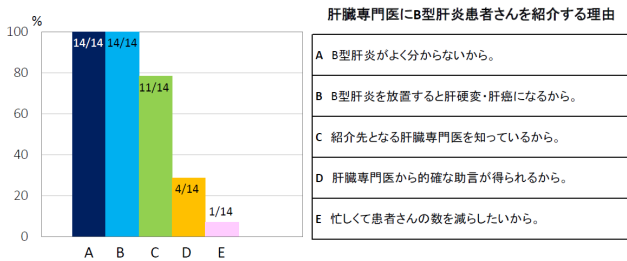 肝臓専門医にB型肝炎患者さんを紹介する理由
%
100
80
60
40
20
0
14/14
14/14
11/14
4/14
1/14
A
B
C
D
E
A B型肝炎がよく分からないから。
B B型肝炎を放置すると肝硬変・肝癌になるから。
C 紹介先となる肝臓専門医を知っているから。
D 肝臓専門医から的確な助言が得られるから。
E 忙しくて患者さんの数を減らしたいから。